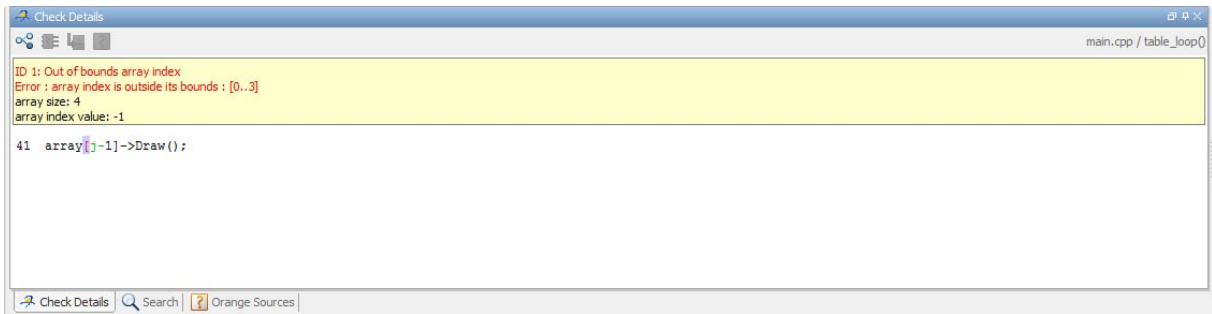 Check Details
main.cpp / table_loop()
ID 1: Out of bounds array index
Error : array index is outside its bounds : [0..3]
array size: 4
array index value: -1
41 array[j-1]->Draw();
Check Details Search Orange Sources